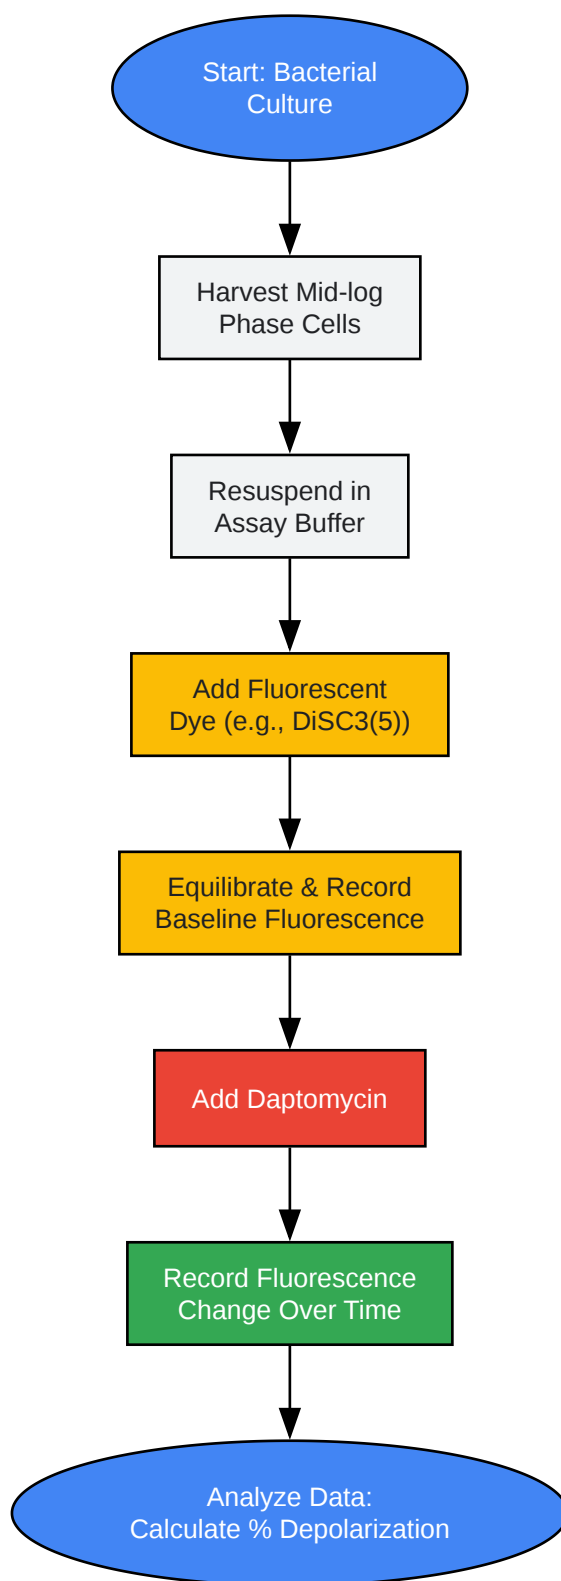 Start: Bacterial
Culture
Harvest Mid-log
Phase Cells
Resuspend in
Assay Buffer
Add Fluorescent
Dye (e.g., DiSC3(5))
Equilibrate & Record
Baseline Fluorescence
Add Daptomycin
Record Fluorescence
Change Over Time
Analyze Data:
Calculate % Depolarization